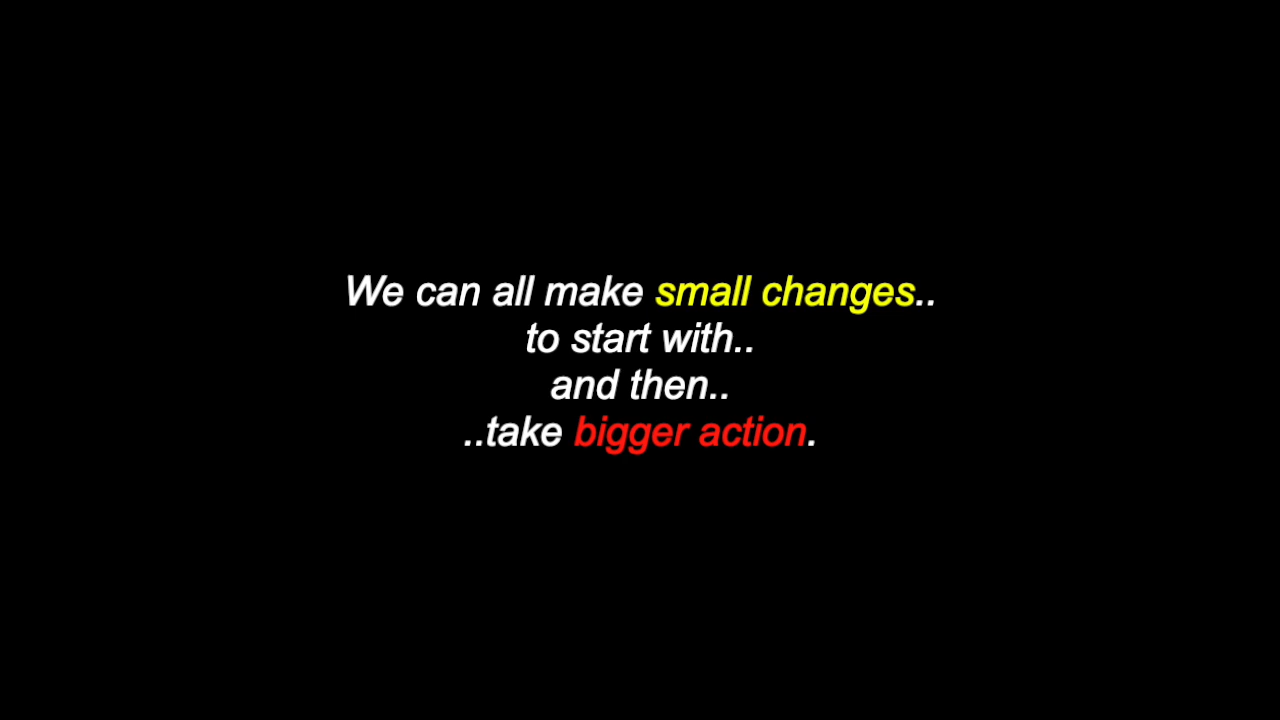 We can all make small changes..
to start with..
and then..
..take bigger action.